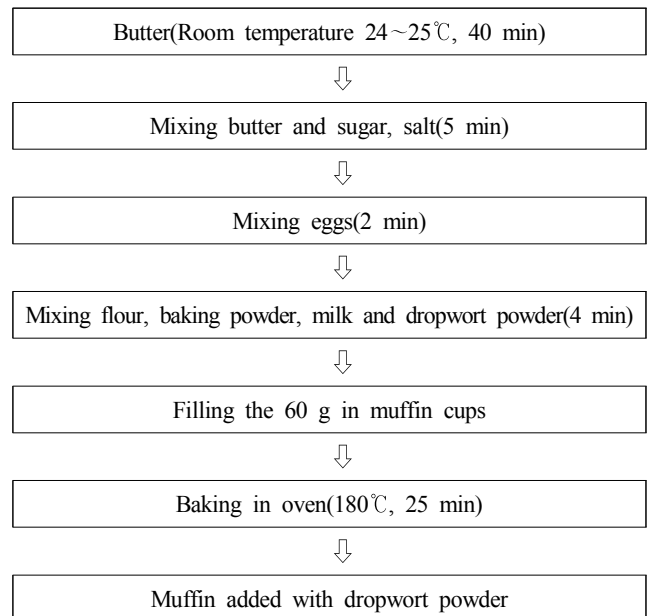 Butter(Room temperature 24～25℃, 40 min)
⇩
Mixing butter and sugar, salt(5 min)
⇩
Mixing eggs(2 min)
⇩
Mixing flour, baking powder, milk and dropwort powder(4 min)
⇩
Filling the 60 g in muffin cups
⇩
Baking in oven(180℃, 25 min)
⇩
Muffin added with dropwort powder